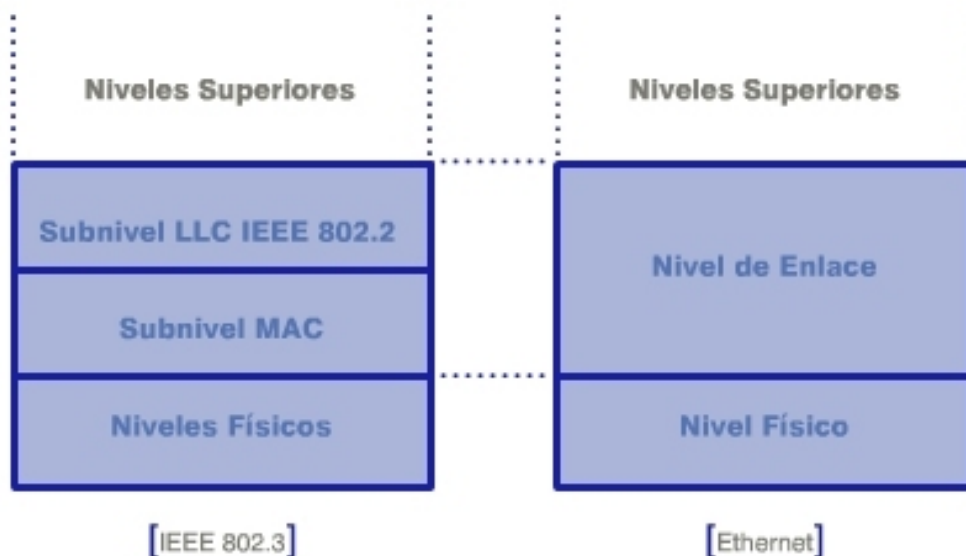 Niveles Superiores
Subnivel LLC IEEE 802.2
Subnivel MAC
Niveles Físicos
[IEEE 802.3]
Niveles Superiores
Nivel de Enlace
Nivel Físico
[Ethernet]